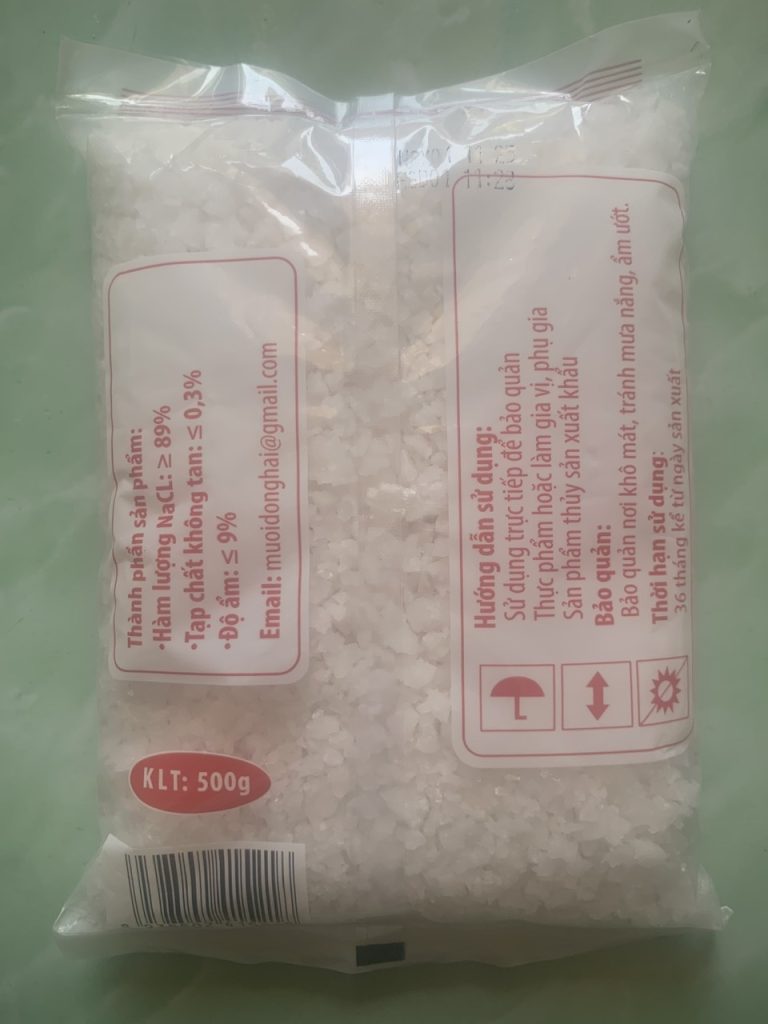 Thành phần sản phẩm:
•Hàm lượng NaCL: ≥ 89%
•Tạp chất không tan: ≤ 0,3%
•Độ ẩm: ≤ 9%
Email: muoidonghai@gmail.com
KLT: 500g
Hướng dẫn sử dụng:
Sử dụng trực tiếp để bảo quản
Thực phẩm hoặc làm gia vị, phụ gia
Sản phẩm thủy sản xuất khẩu
Bảo quản:
Bảo quản nơi khô mát, tránh mưa nắng, ẩm ướt.
Thời hạn sử dụng:
36 tháng kể từ ngày sản xuất